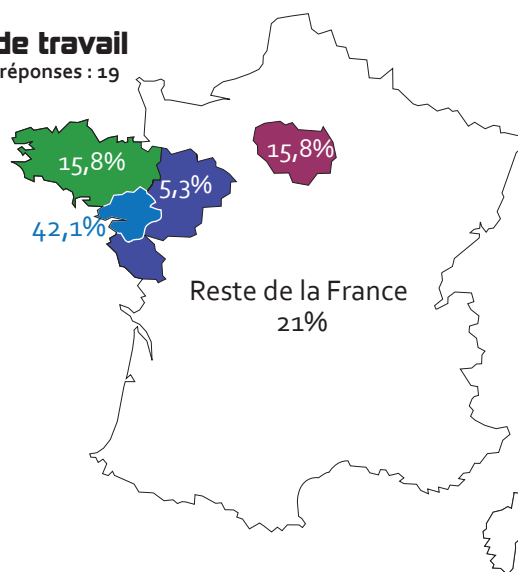 de travail
réponses : 19
15,8%
15,8%
5,3%
42,1%
Reste de la France
21%